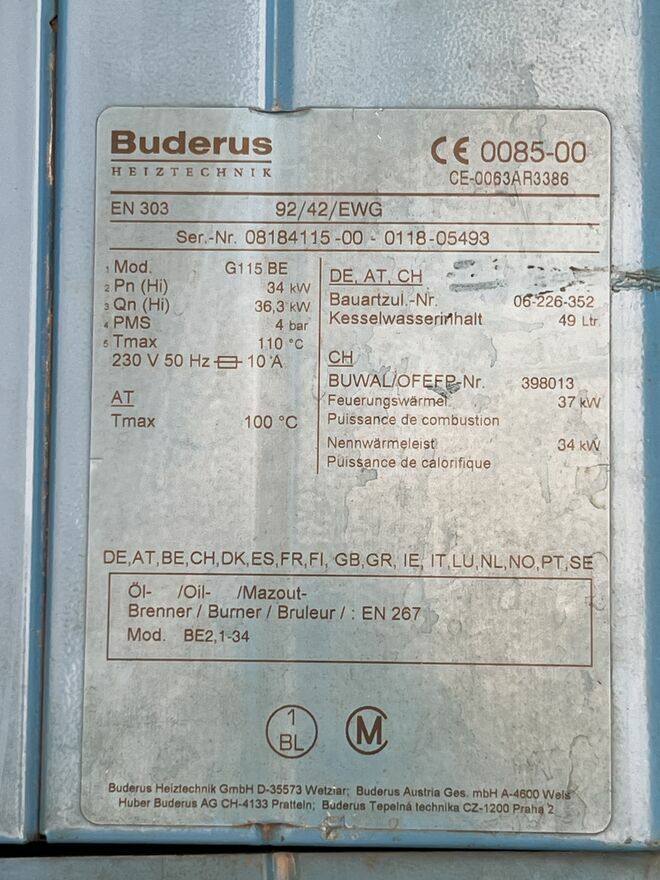 Buderus
HEIZTECHNIK
CE 0085-00
CE-0063AR3386
EN 303 92/42/EWG
Ser.-Nr. 08184115-00 - 0118-05493
1 Mod. G115 BE
2 Pn (Hi) 34 kW
3 Qn (Hi) 36,3 kW
4 PMS 4 bar
5 Tmax 110 °C
230 V 50 Hz 10 A
AT
Tmax 100 °C
DE, AT, CH
Bauartzul.-Nr. 06-226-352
Kesselwasserinhalt 49 Ltr.
CH
BUWAL/OFEFP-Nr. 398013
Feuerungswärmel. 37 kW
Puissance de combustion
Nennwärmeleist 34 kW
Puissance de calorifique
DE,AT,BE,CH,DK,ES,FR,FI, GB,GR, IE, IT,LU,NL,NO,PT,SE
Öl- /Oil- /Mazout-
Brenner / Burner / Bruleur / : EN 267
Mod. BE2,1-34
1
BL
M
Buderus Heiztechnik GmbH D-35573 Wetzlar; Buderus Austria Ges. mbH A-4600 Wels
Huber Buderus AG CH-4133 Pratteln; Buderus Tepelná technika CZ-1200 Praha 2